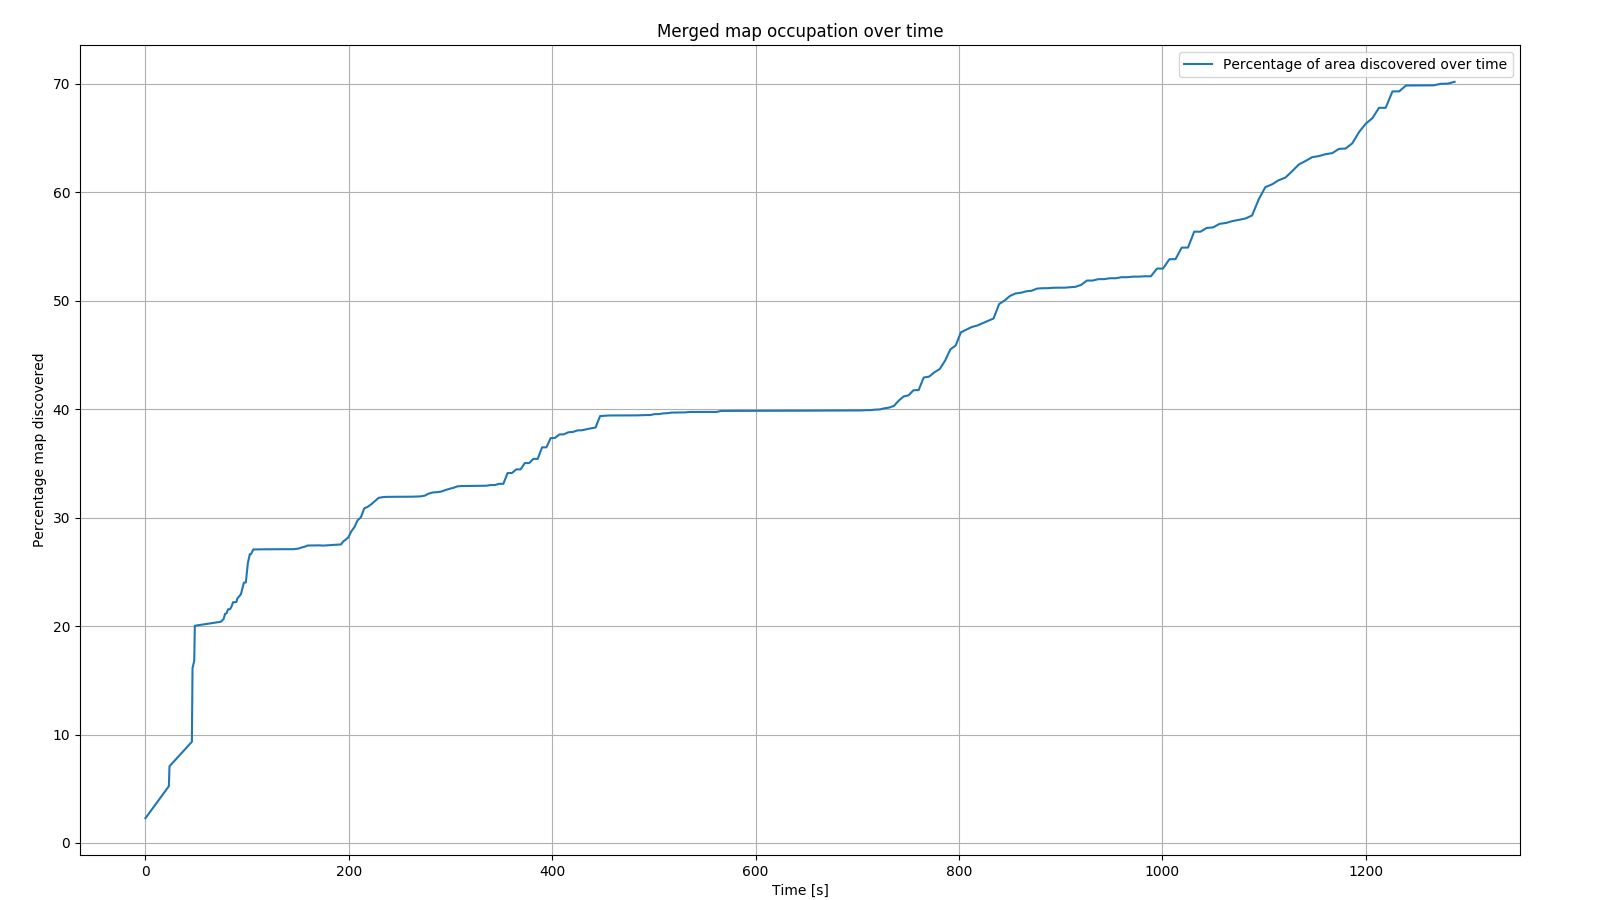 Merged map occupation over time
Percentage of area discovered over time
70
60
50
40
30
20
10
0
Percentage map discovered
0 200 400 600 800 1000 1200
Time [s]